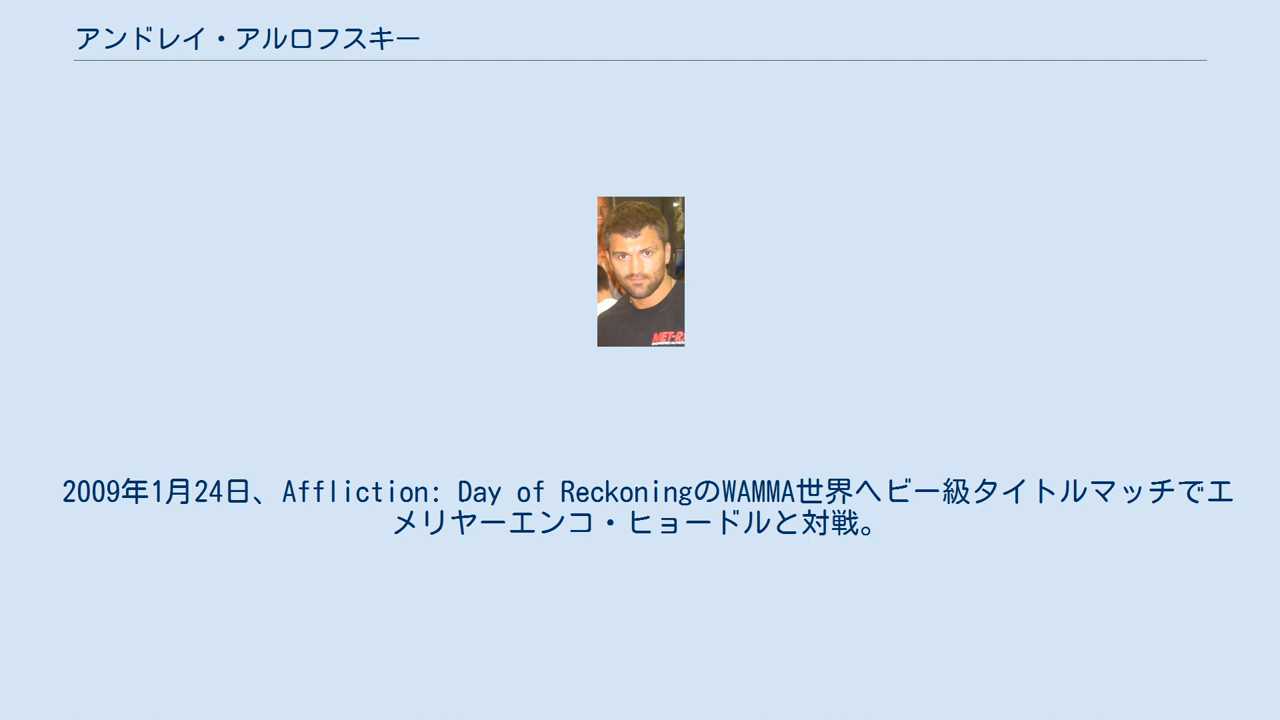 アンドレイ・アルロフスキー
2009年1月24日、Affliction: Day of ReckoningのWAMMA世界ヘビー級タイトルマッチでエ
メリヤーエンコ・ヒョードルと対戦。